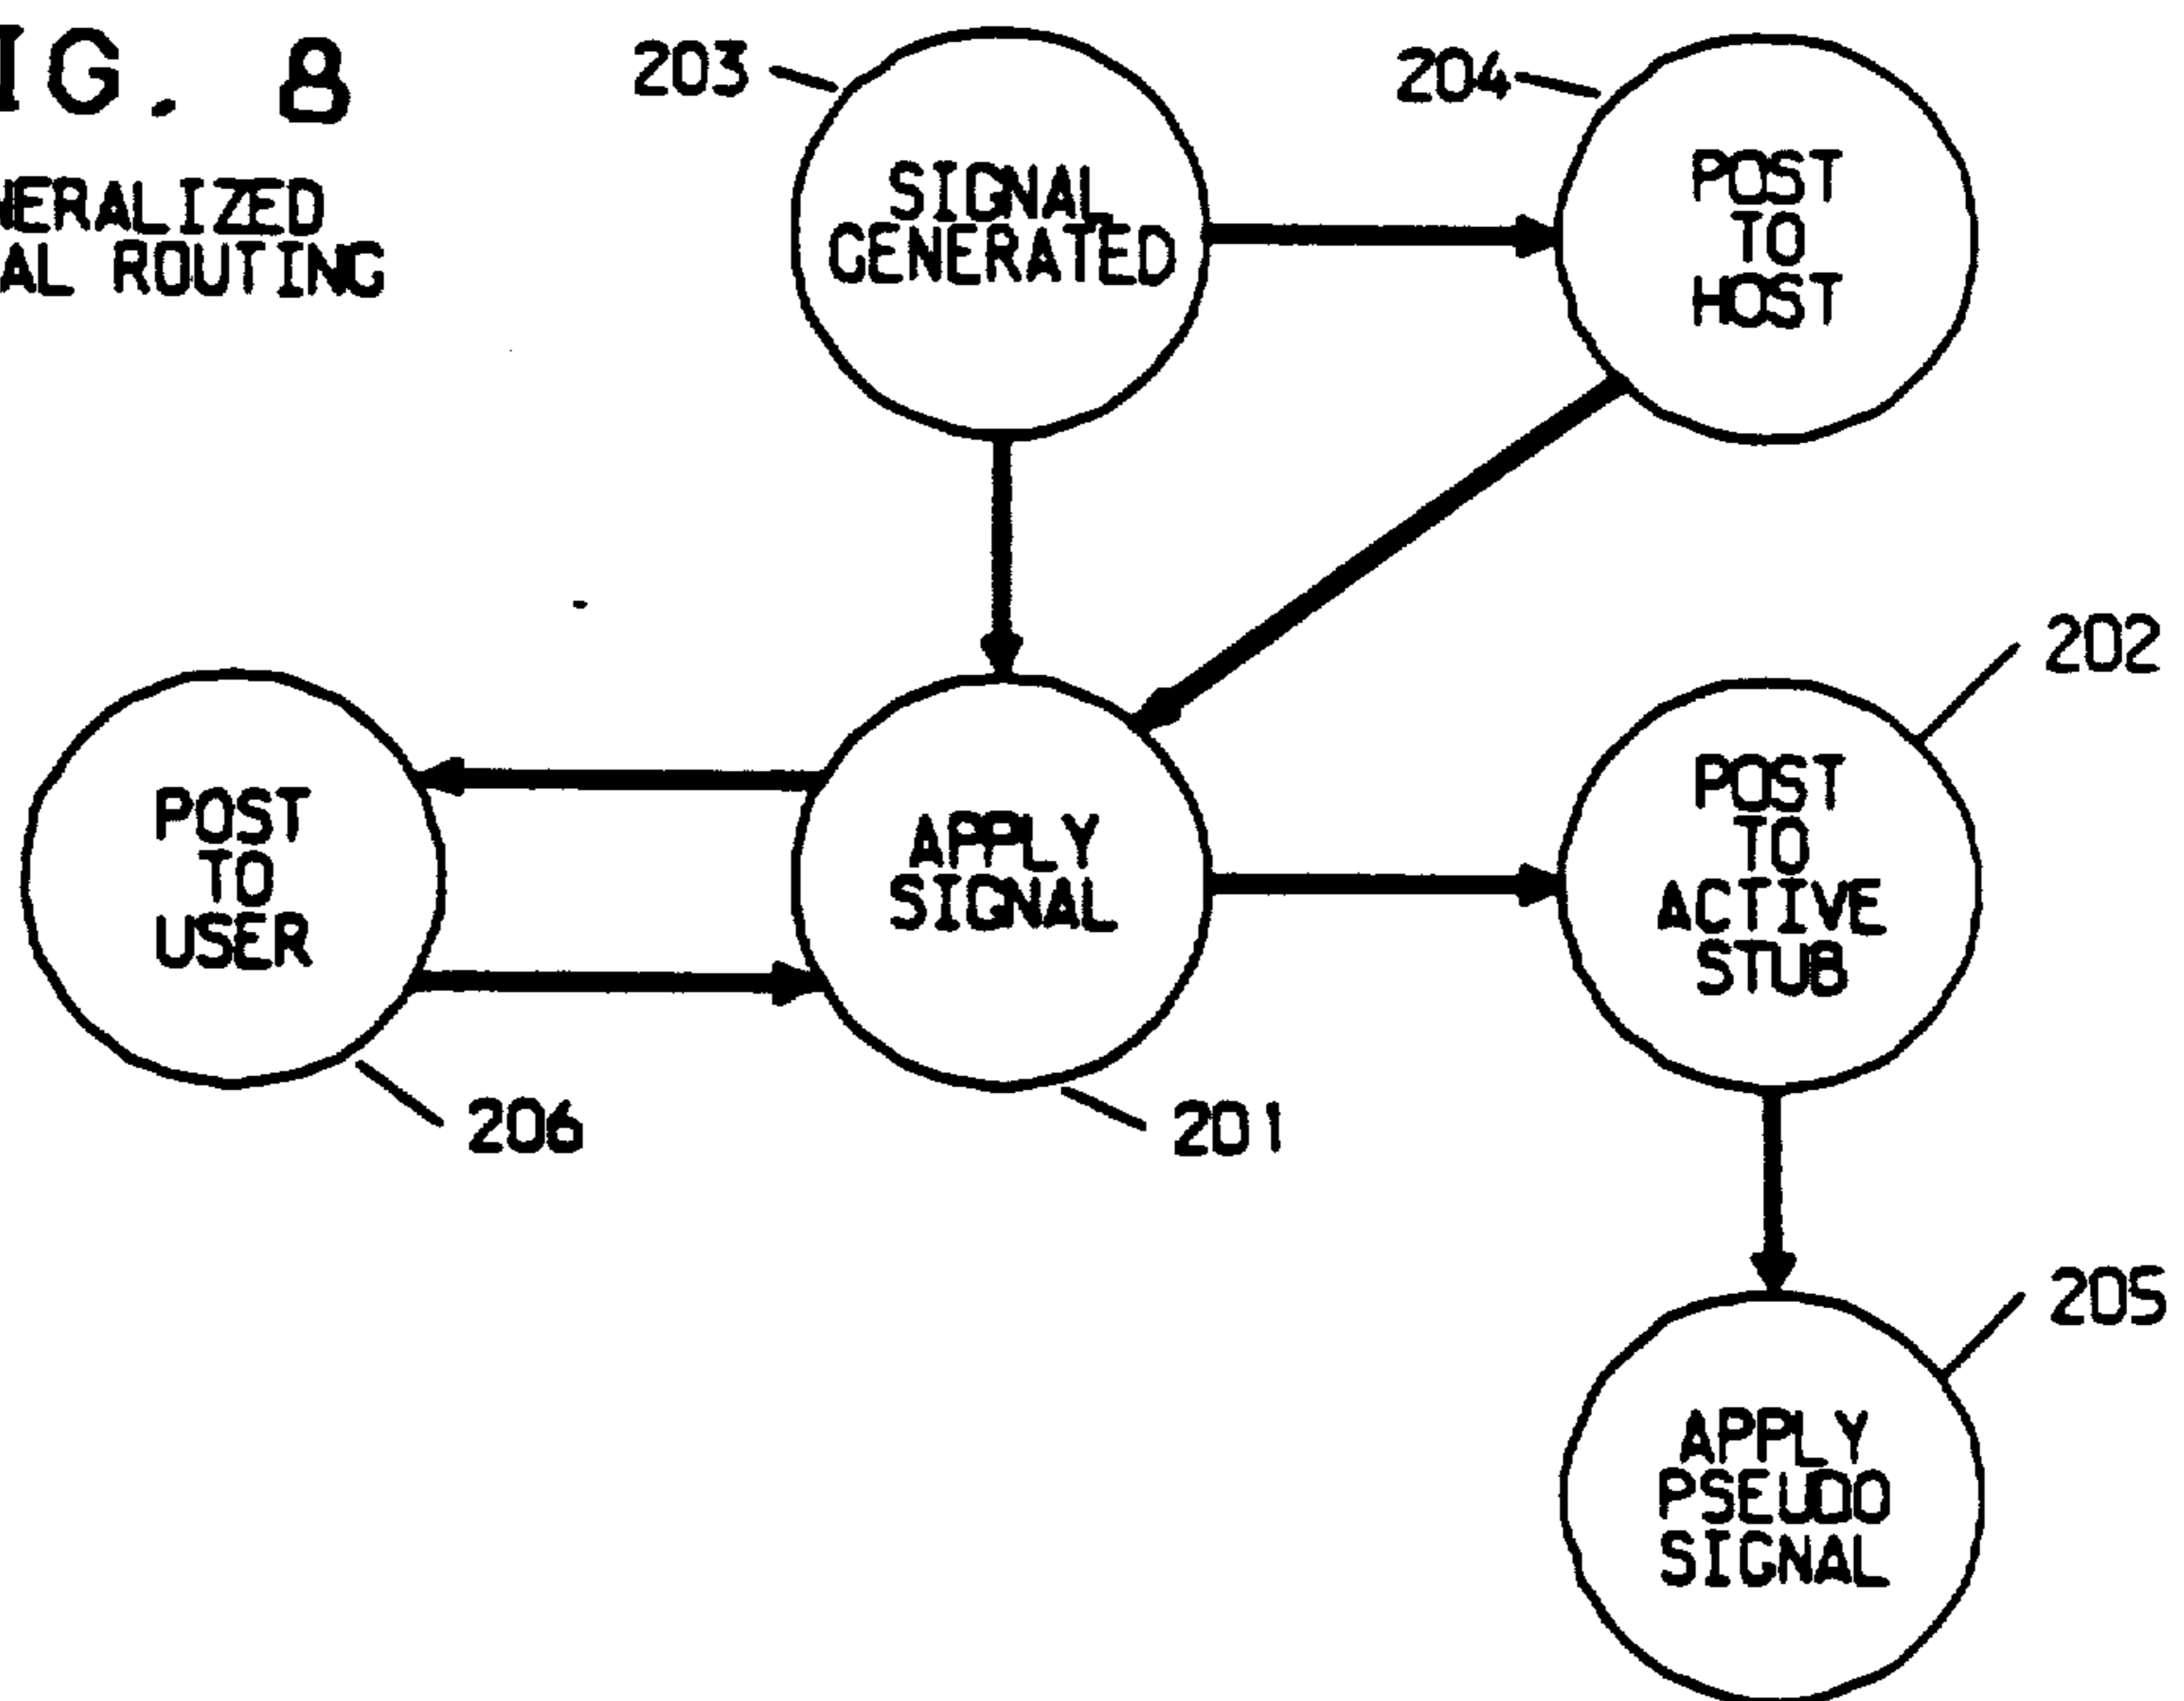 IG. 8
NERALIZED
AL ROUTING
203
SIGNAL
GENERATED
204
POST
TO
HOST
202
POST
TO
USER
206
APPLY
SIGNAL
201
POST
TO
ACTIVE
STUB
205
APPLY
PSEUDO
SIGNAL